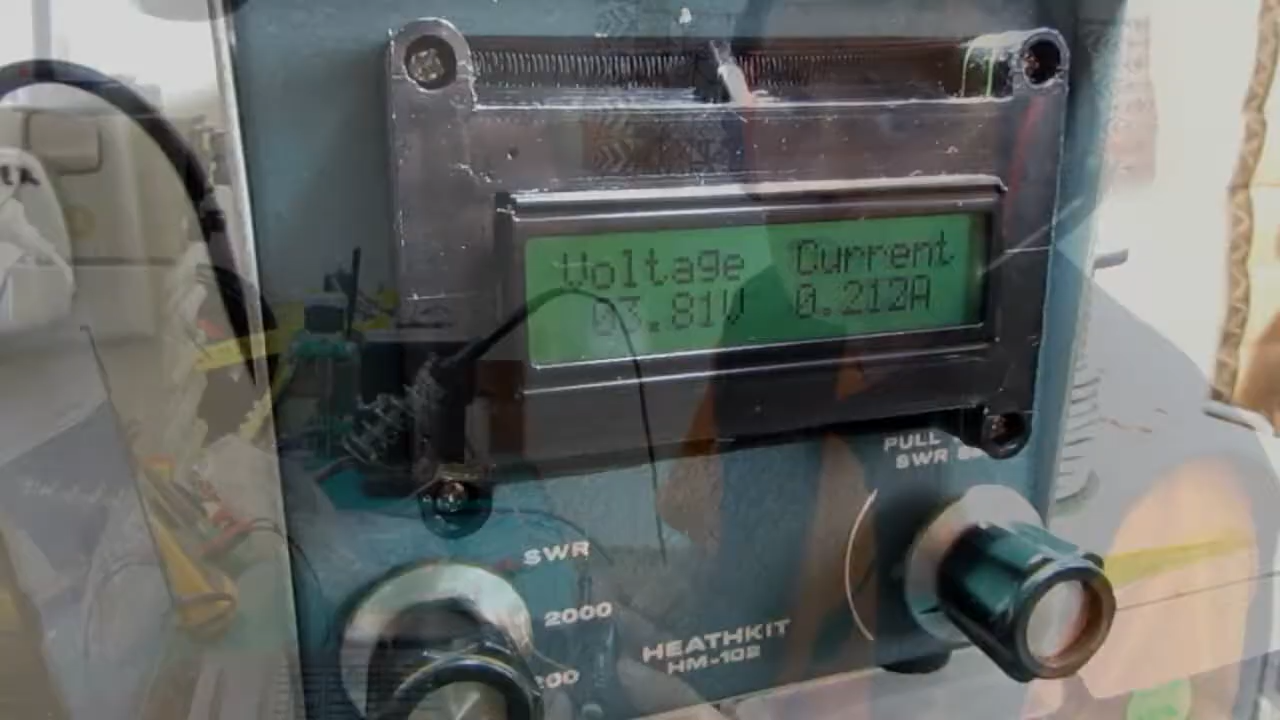 Voltage Current
03.81V 0.212A
PULL
SWR
SWR
2000
200
HEATHKIT
HM-102